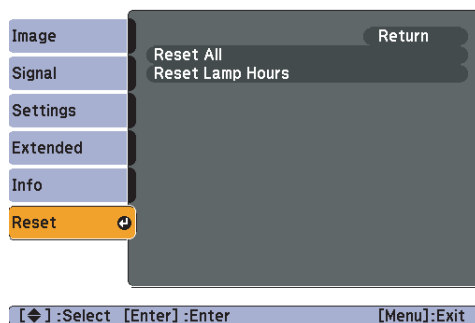 Image
Signal
Settings
Extended
Info
Reset
Return
Reset All
Reset Lamp Hours
[◆] :Select [Enter] :Enter [Menu]:Exit